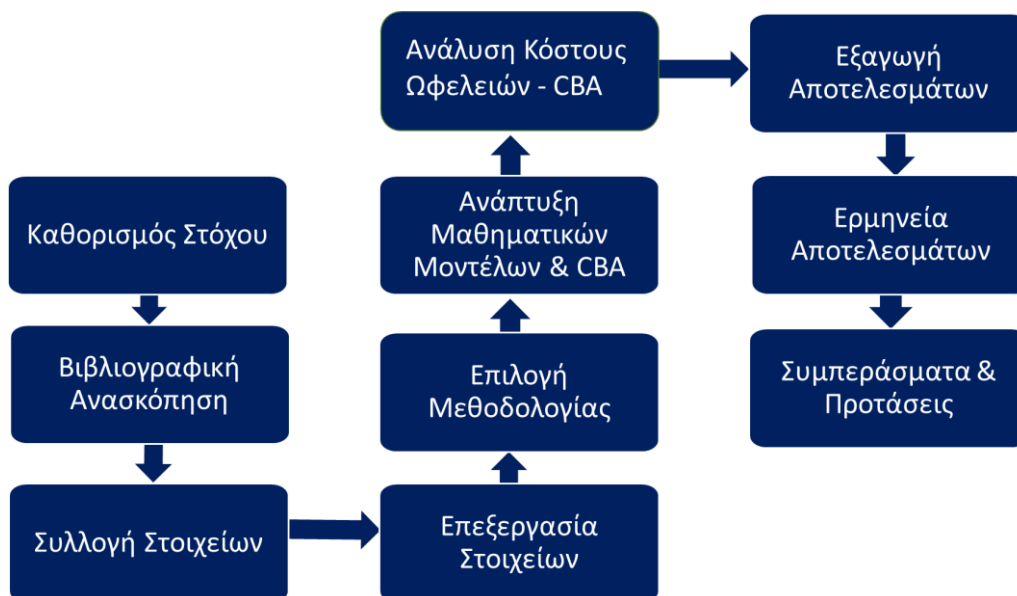 Καθορισμός Στόχου
Βιβλιογραφική
Ανασκόπηση
Συλλογή Στοιχείων
Επεξεργασία
Στοιχείων
Επιλογή
Μεθοδολογίας
Ανάπτυξη
Μαθηματικών
Μοντέλων & CBA
Ανάλυση Κόστους
Ωφελειών - CBA
Εξαγωγή
Αποτελεσμάτων
Ερμηνεία
Αποτελεσμάτων
Συμπεράσματα &
Προτάσεις